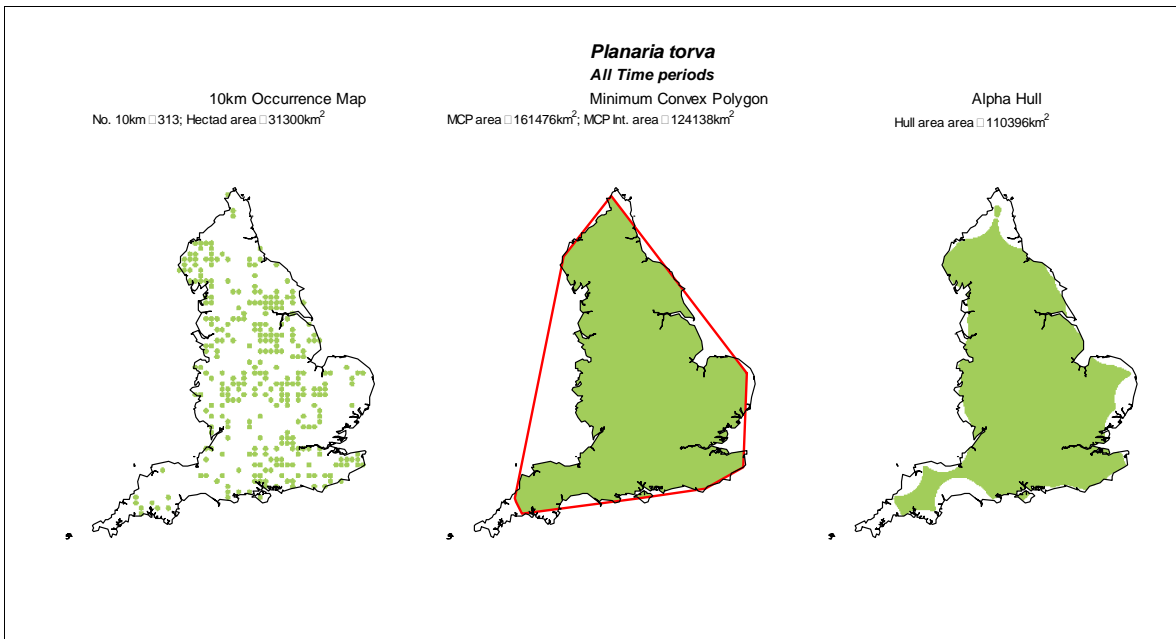 Planaria torva
All Time periods
10km Occurrence Map
No. 10km □313; Hectad area □31300km²
Minimum Convex Polygon
MCP area □161476km²; MCP Int. area □124138km²
Alpha Hull
Hull area area □110396km²